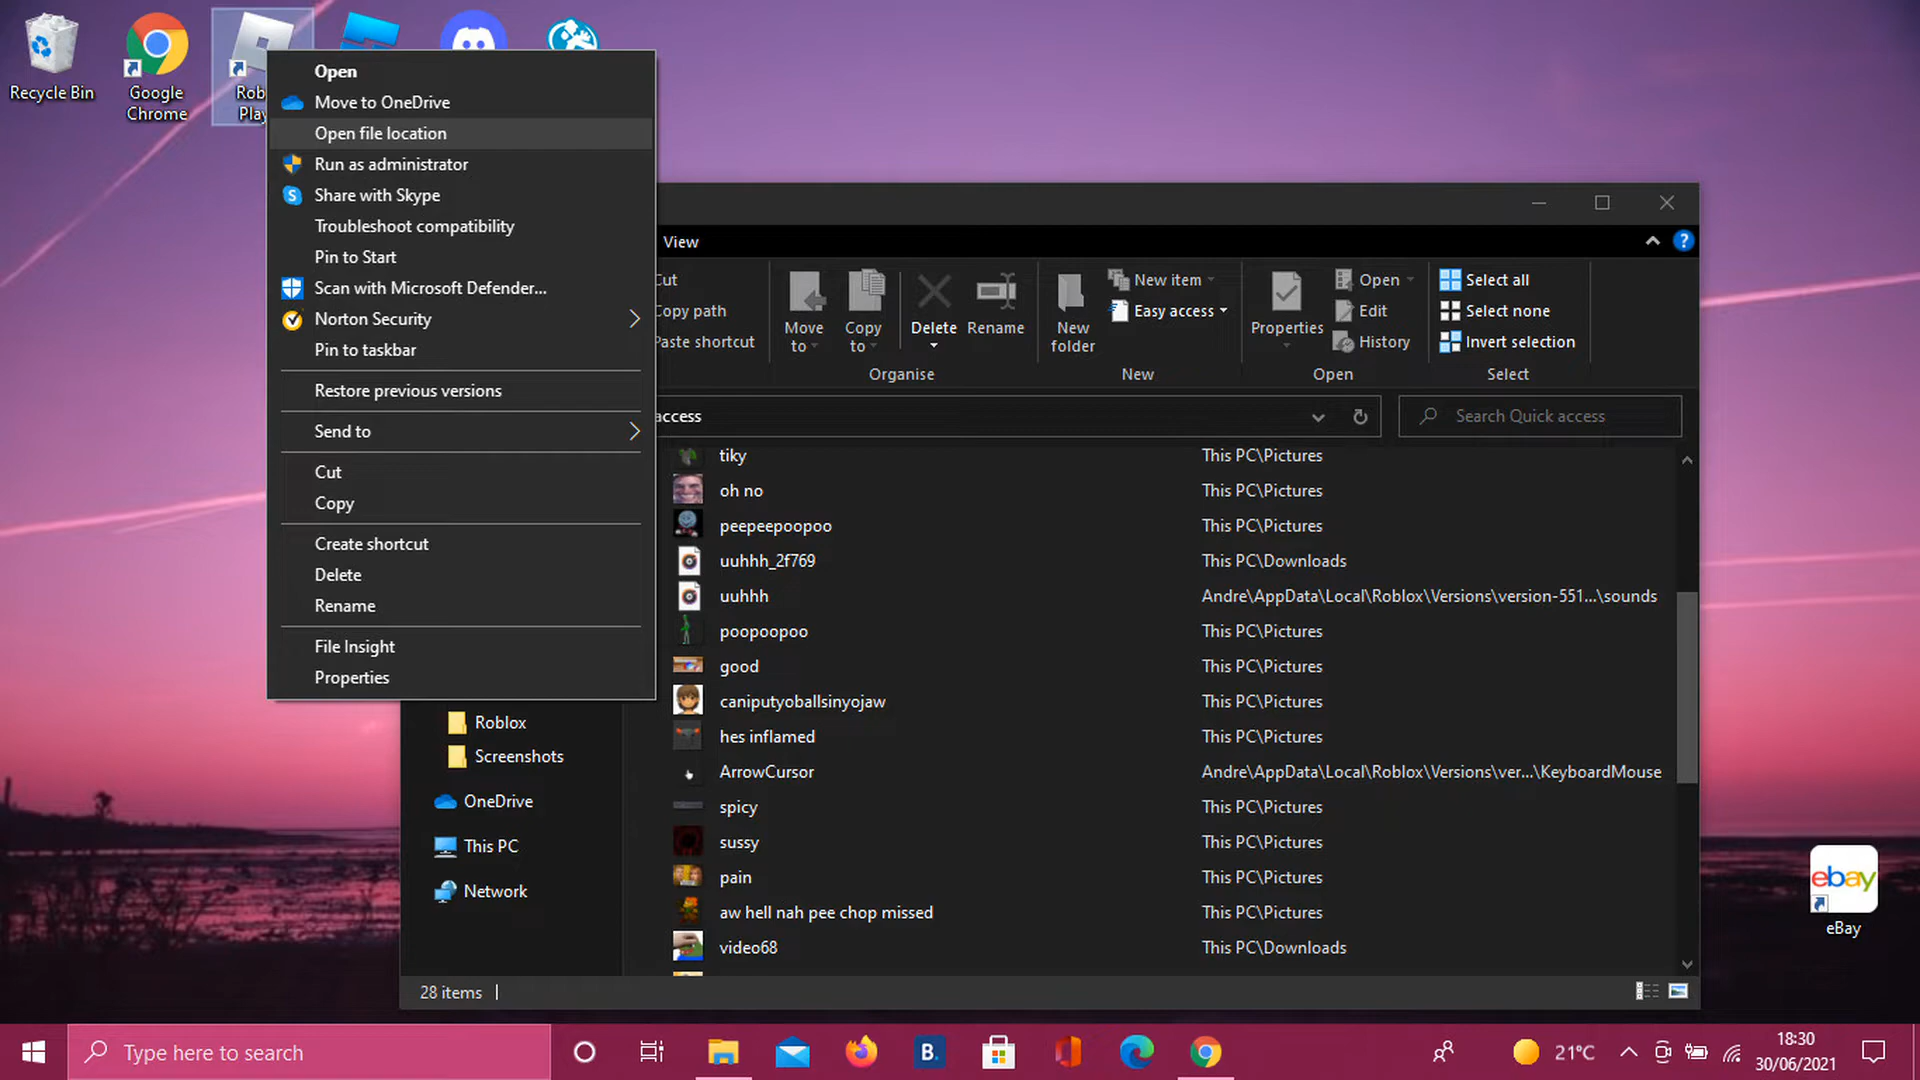 Recycle Bin
Google
Chrome
Rob
Play
Open
Move to OneDrive
Open file location
Run as administrator
Share with Skype
Troubleshoot compatibility
Pin to Start
Scan with Microsoft Defender...
Norton Security
Pin to taskbar
Restore previous versions
Send to
Cut
Copy
Create shortcut
Delete
Rename
File Insight
Properties
View
Cut
Copy path
Paste shortcut
Move
to
Copy
to
Delete
Rename
Organise
New
folder
New item
Easy access
New
Properties
Open
Edit
History
Open
Select all
Select none
Invert selection
Select
access
Search Quick access
Roblox
Screenshots
OneDrive
This PC
Network
tiky This PC\Pictures
oh no This PC\Pictures
peepeepoopoo This PC\Pictures
uuhhh_2f769 This PC\Downloads
uuhhh Andre\AppData\Local\Roblox\Versions\version-551...\sounds
poopoopoo This PC\Pictures
good This PC\Pictures
caniputyoballsinyojaw This PC\Pictures
hes inflamed This PC\Pictures
ArrowCursor Andre\AppData\Local\Roblox\Versions\ver...\KeyboardMouse
spicy This PC\Pictures
sussy This PC\Pictures
pain This PC\Pictures
aw hell nah pee chop missed This PC\Pictures
video68 This PC\Downloads
28 items
ebay
eBay
Type here to search
B.
21°C
18:30
30/06/2021